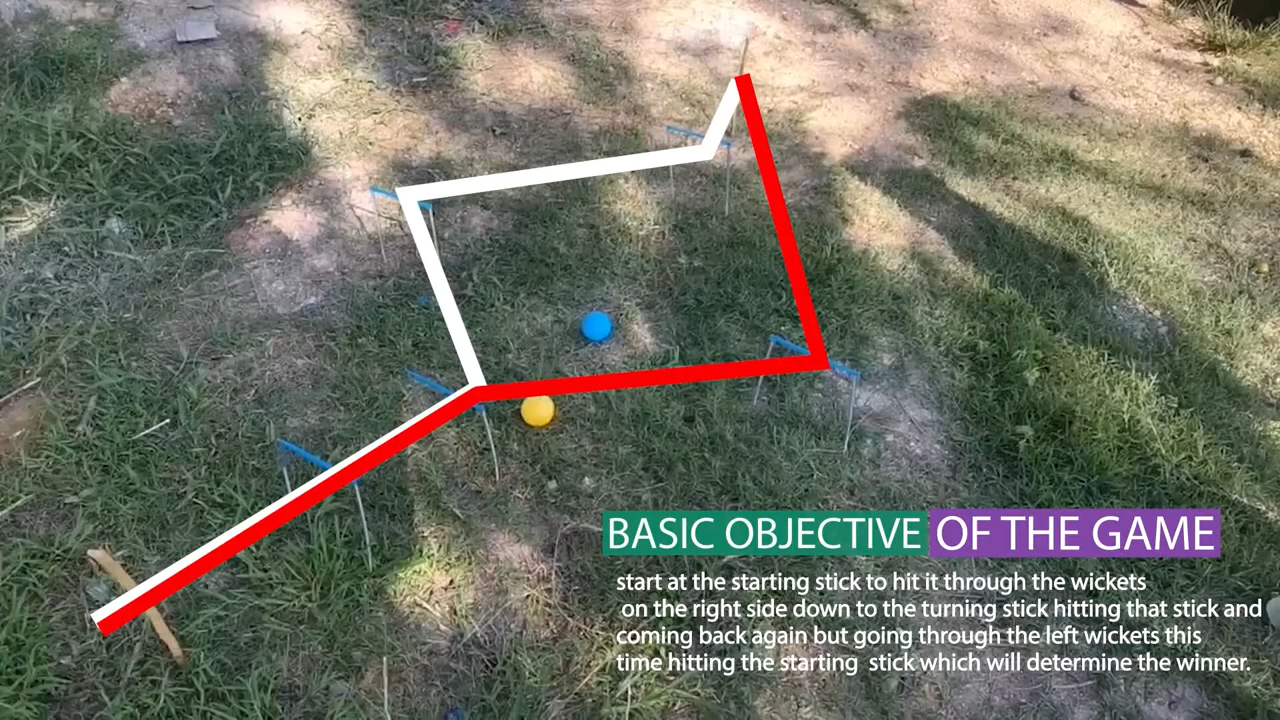 BASIC OBJECTIVE OF THE GAME
start at the starting stick to hit it through the wickets
on the right side down to the turning stick hitting that stick and
coming back again but going through the left wickets this
time hitting the starting stick which will determine the winner.